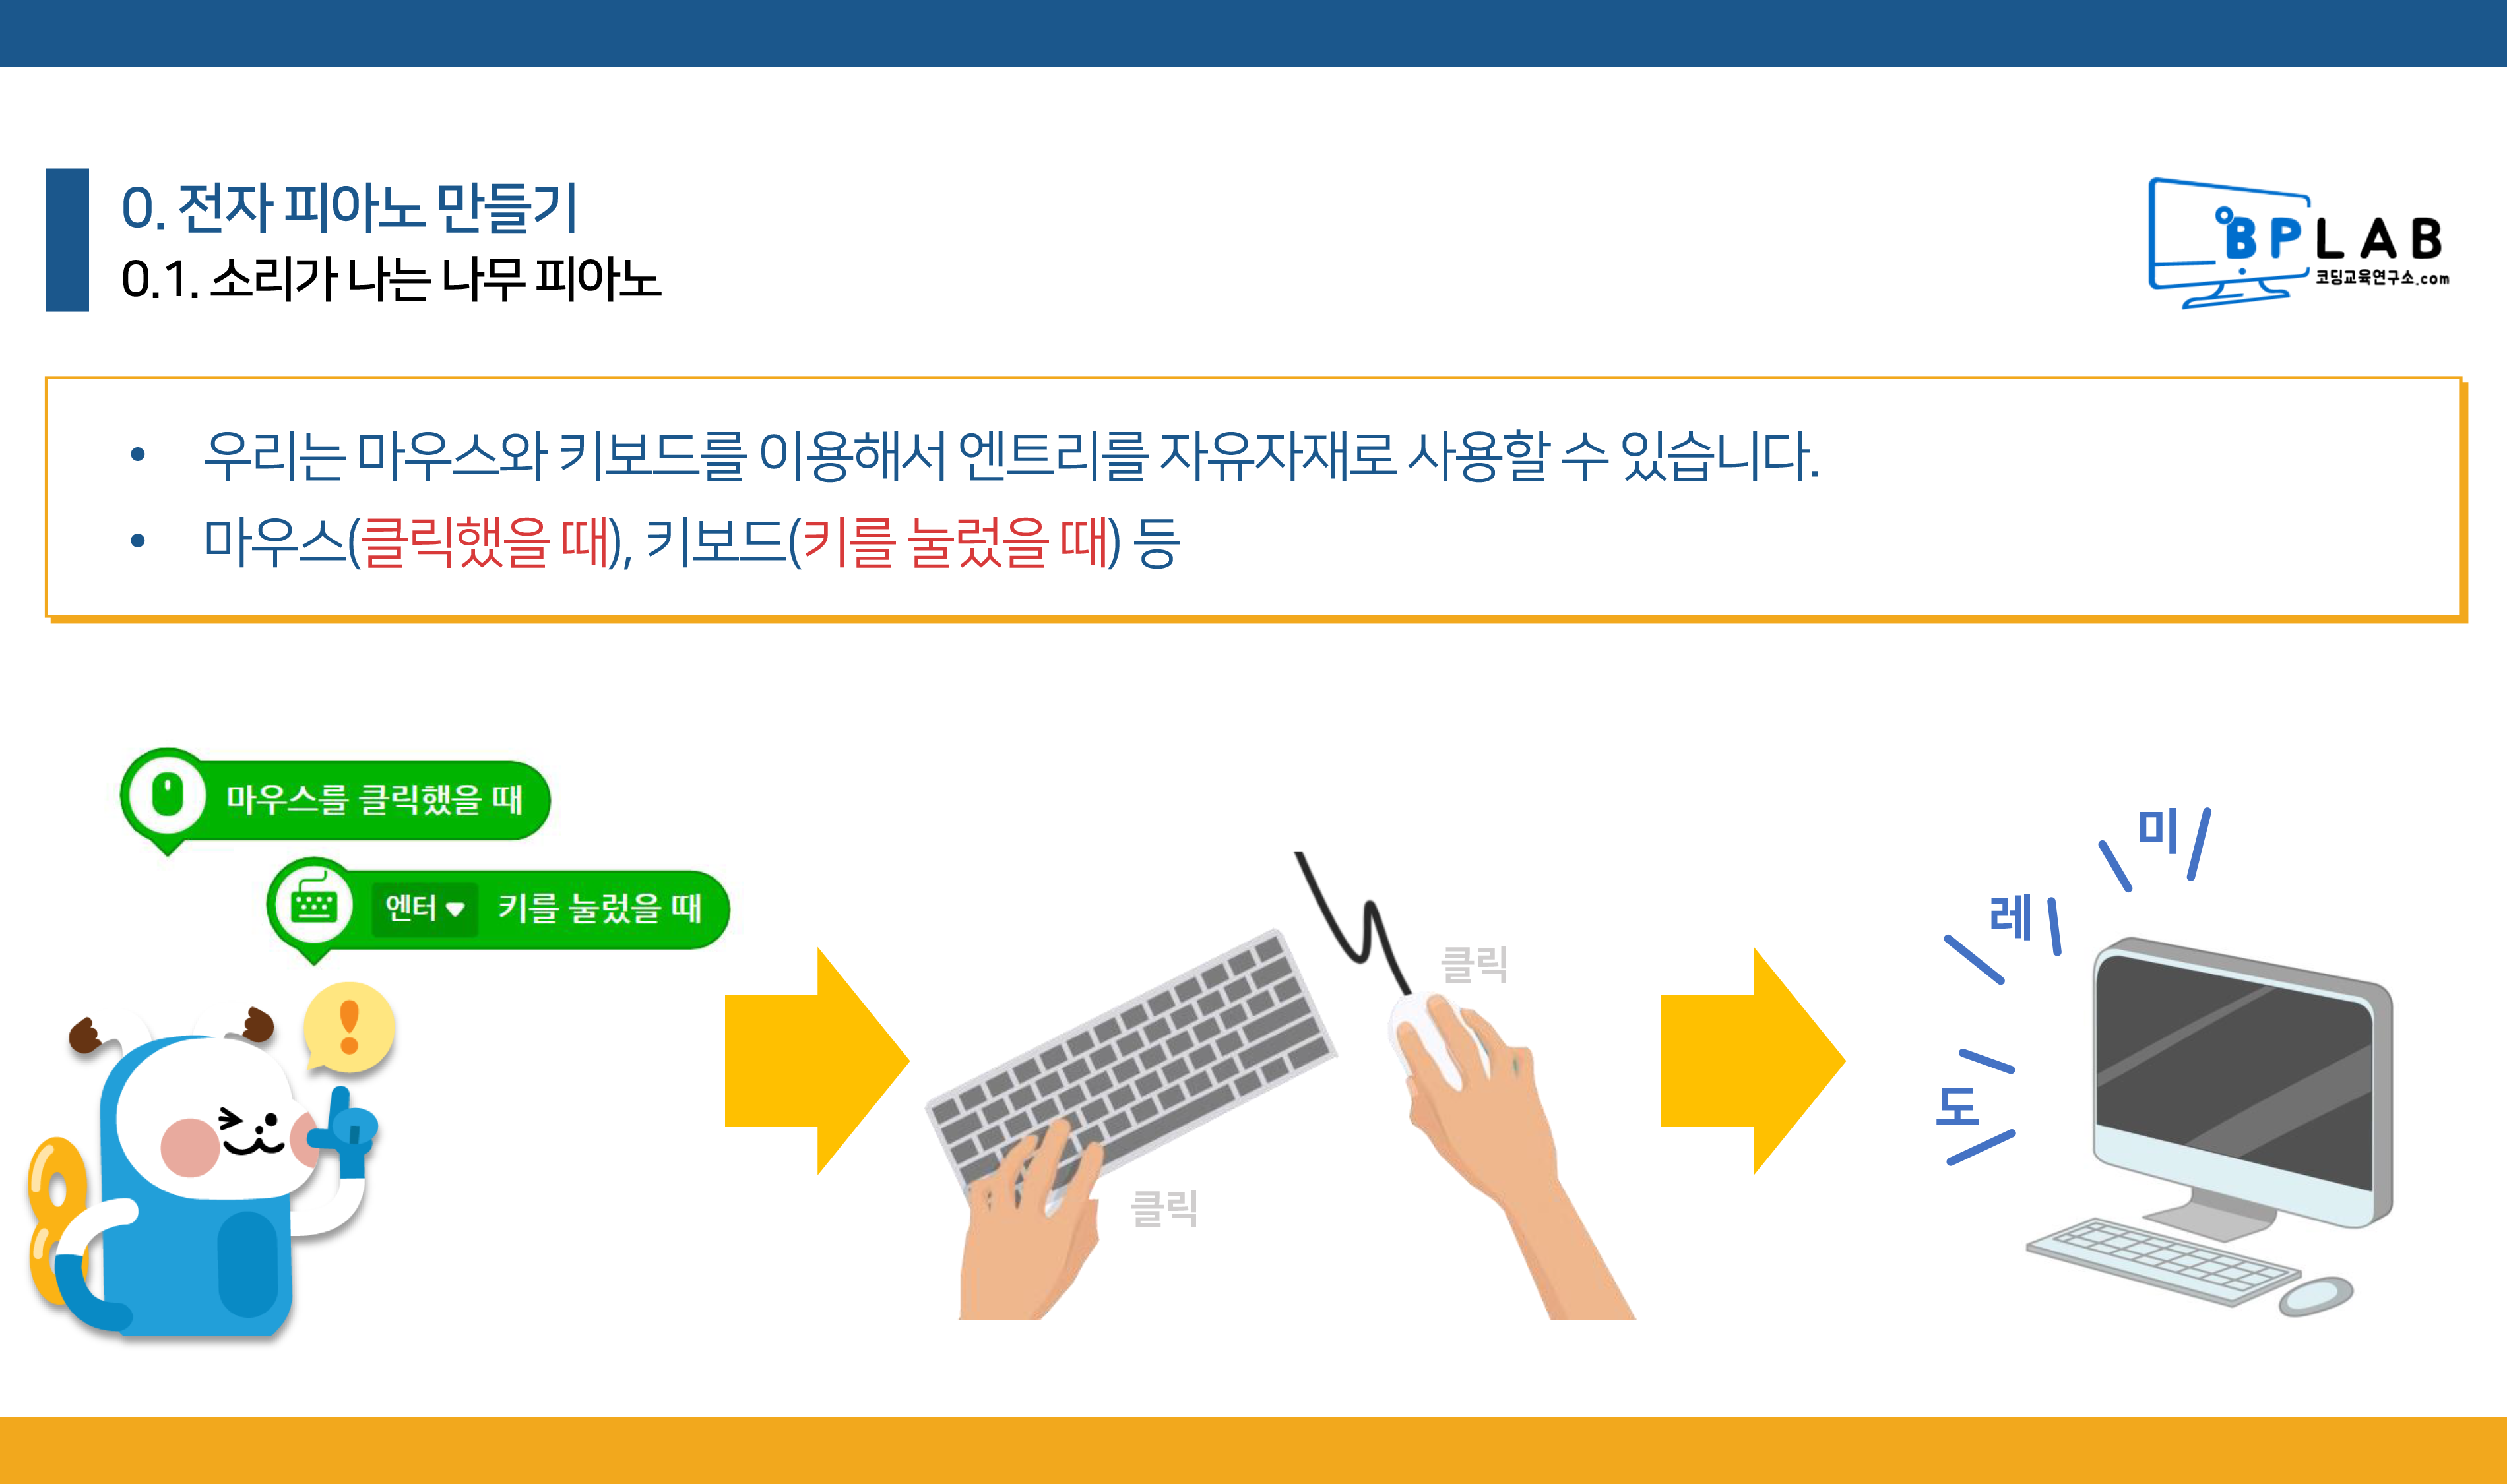 0. 전자 피아노 만들기
0.1. 소리가 나는 나무 피아노
BPLAB
코딩교육연구소.com
• 우리는 마우스와 키보드를 이용해서 엔트리를 자유자재로 사용할 수 있습니다.
• 마우스(클릭했을 때), 키보드(키를 눌렀을 때) 등
마우스를 클릭했을 때
엔터 키를 눌렀을 때
!
클릭
클릭
미
레
도